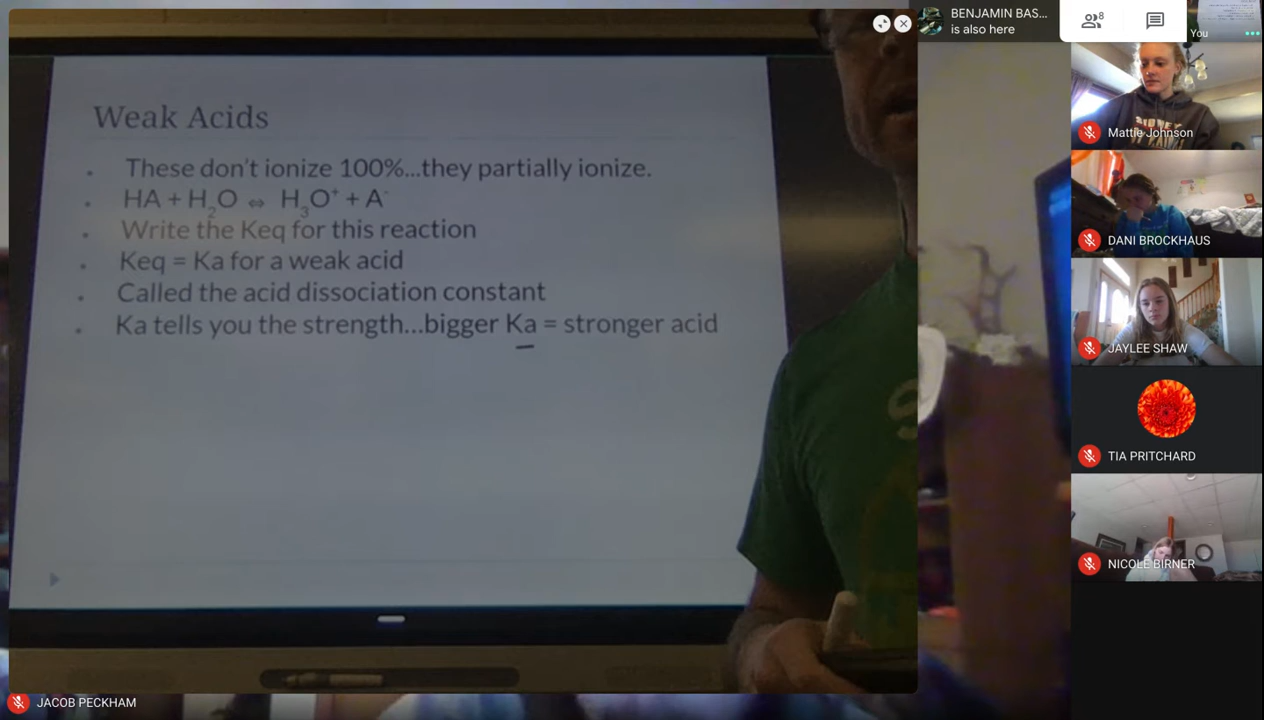 BENJAMIN BAS...
is also here
8
You
Weak Acids
These don't ionize 100%...they partially ionize.
HA + H₂O ⇔ H₃O⁺ + A⁻
Write the Keq for this reaction
Keq = Ka for a weak acid
Called the acid dissociation constant
Ka tells you the strength...bigger Ka = stronger acid
Mattie Johnson
DANI BROCKHAUS
JAYLEE SHAW
TIA PRITCHARD
NICOLE BIRNER
JACOB PECKHAM